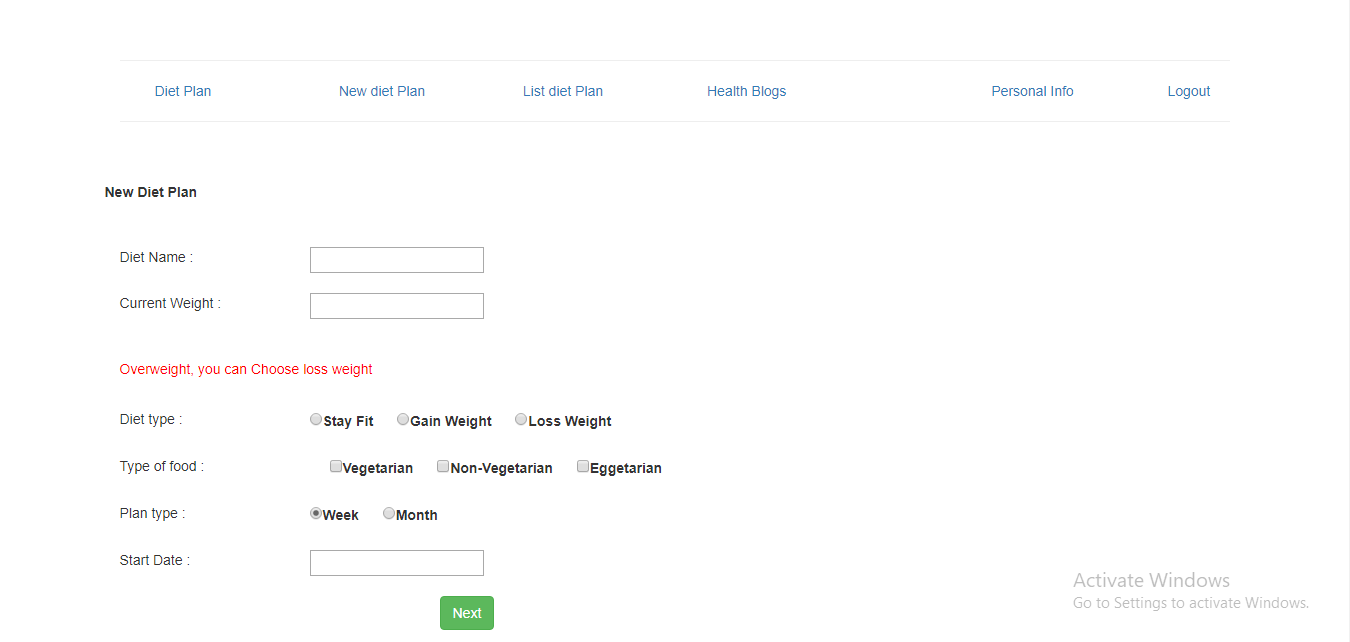 Diet Plan New diet Plan List diet Plan Health Blogs Personal Info Logout
New Diet Plan
Diet Name :
Current Weight :
Overweight, you can Choose loss weight
Diet type : Stay Fit Gain Weight Loss Weight
Type of food : Vegetarian Non-Vegetarian Eggetarian
Plan type : Week Month
Start Date :
Next
Activate Windows
Go to Settings to activate Windows.